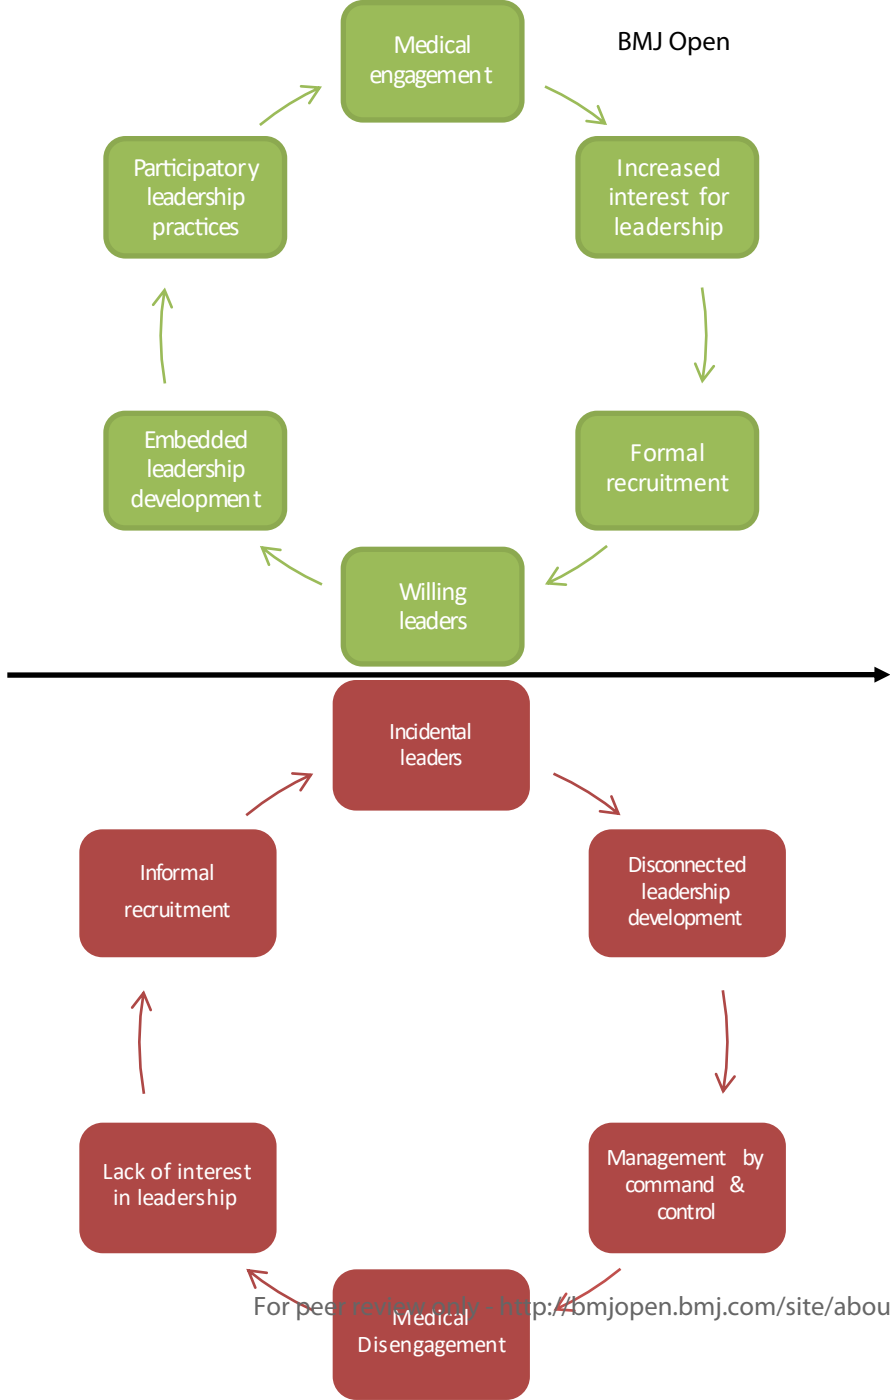 BMJ Open
Medical
engagement
Increased
interest for
leadership
Participatory
leadership
practices
Formal
recruitment
Embedded
leadership
development
Willing
leaders
Incidental
leaders
Disconnected
leadership
development
Informal
recruitment
Management by
command &
control
Lack of interest
in leadership
For peer review only - http://bmjopen.bmj.com/site/abou
Medical
Disengagement